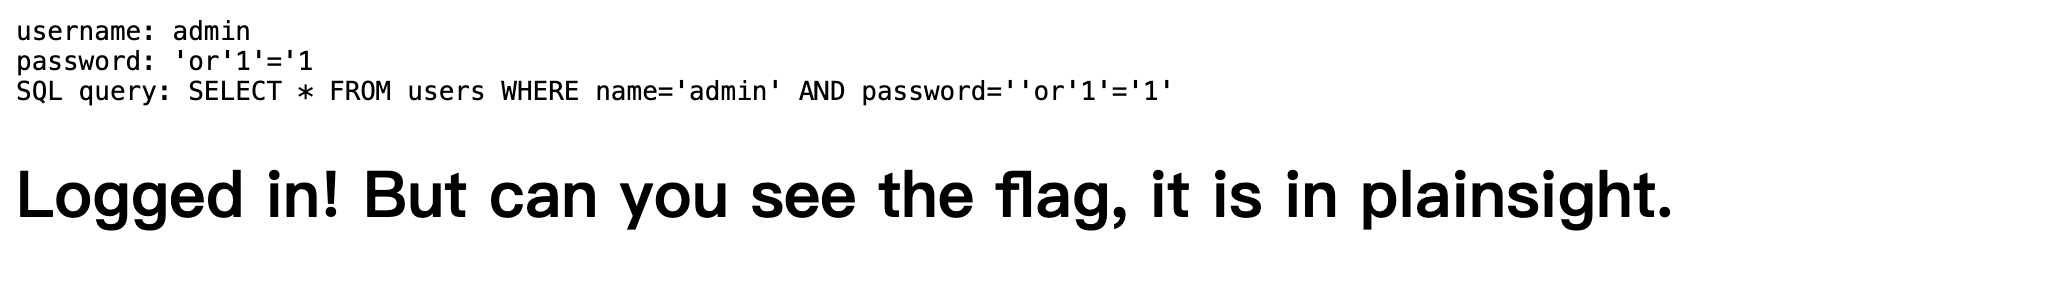 username: admin
password: 'or'1'='1
SQL query: SELECT * FROM users WHERE name='admin' AND password=''or'1'='1'
Logged in! But can you see the flag, it is in plainsight.